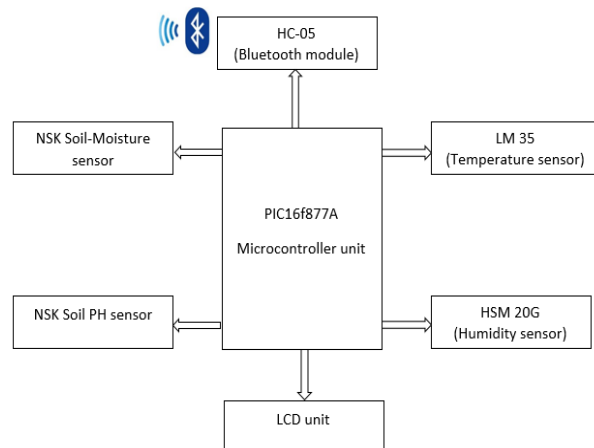 HC-05
(Bluetooth module)
NSK Soil-Moisture
sensor
LM 35
(Temperature sensor)
PIC16f877A
Microcontroller unit
NSK Soil PH sensor
HSM 20G
(Humidity sensor)
LCD unit